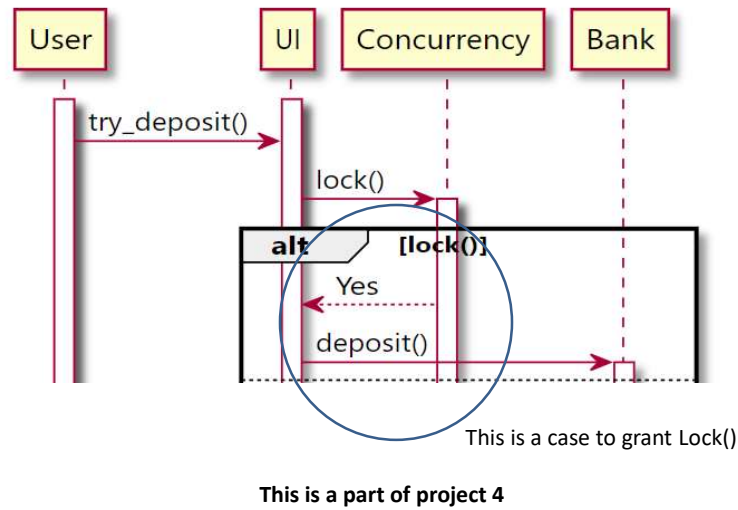 User UI Concurrency Bank
try_deposit()
lock()
alt [lock()]
Yes
deposit()
This is a case to grant Lock()
This is a part of project 4